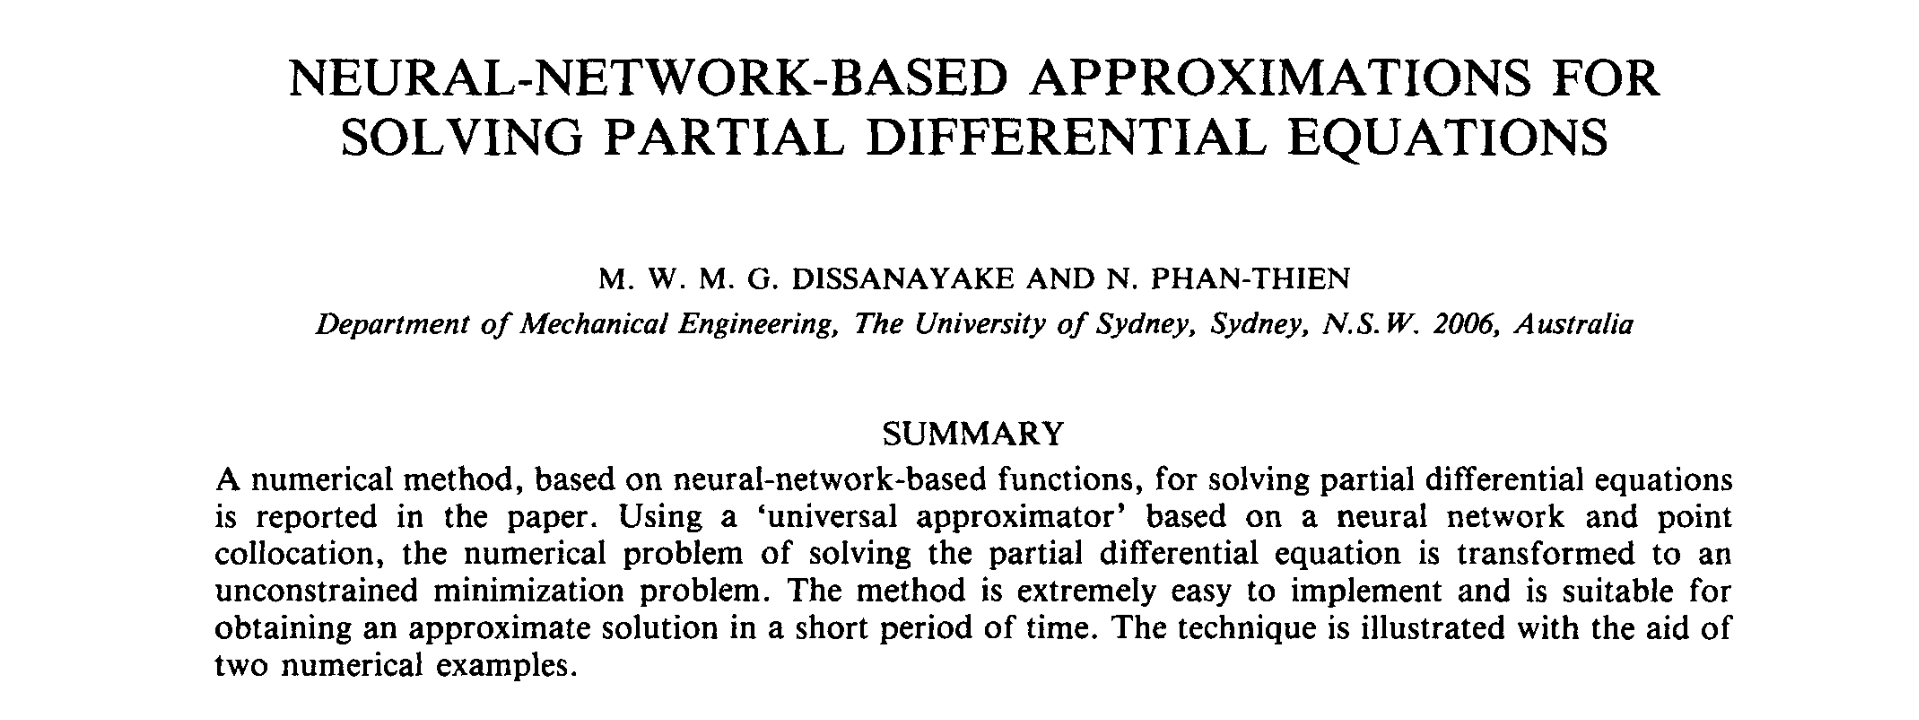 NEURAL-NETWORK-BASED APPROXIMATIONS FOR
SOLVING PARTIAL DIFFERENTIAL EQUATIONS
M. W. M. G. DISSANAYAKE AND N. PHAN-THIEN
Department of Mechanical Engineering, The University of Sydney, Sydney, N.S.W. 2006, Australia
SUMMARY
A numerical method, based on neural-network-based functions, for solving partial differential equations
is reported in the paper. Using a ‘universal approximator’ based on a neural network and point
collocation, the numerical problem of solving the partial differential equation is transformed to an
unconstrained minimization problem. The method is extremely easy to implement and is suitable for
obtaining an approximate solution in a short period of time. The technique is illustrated with the aid of
two numerical examples.